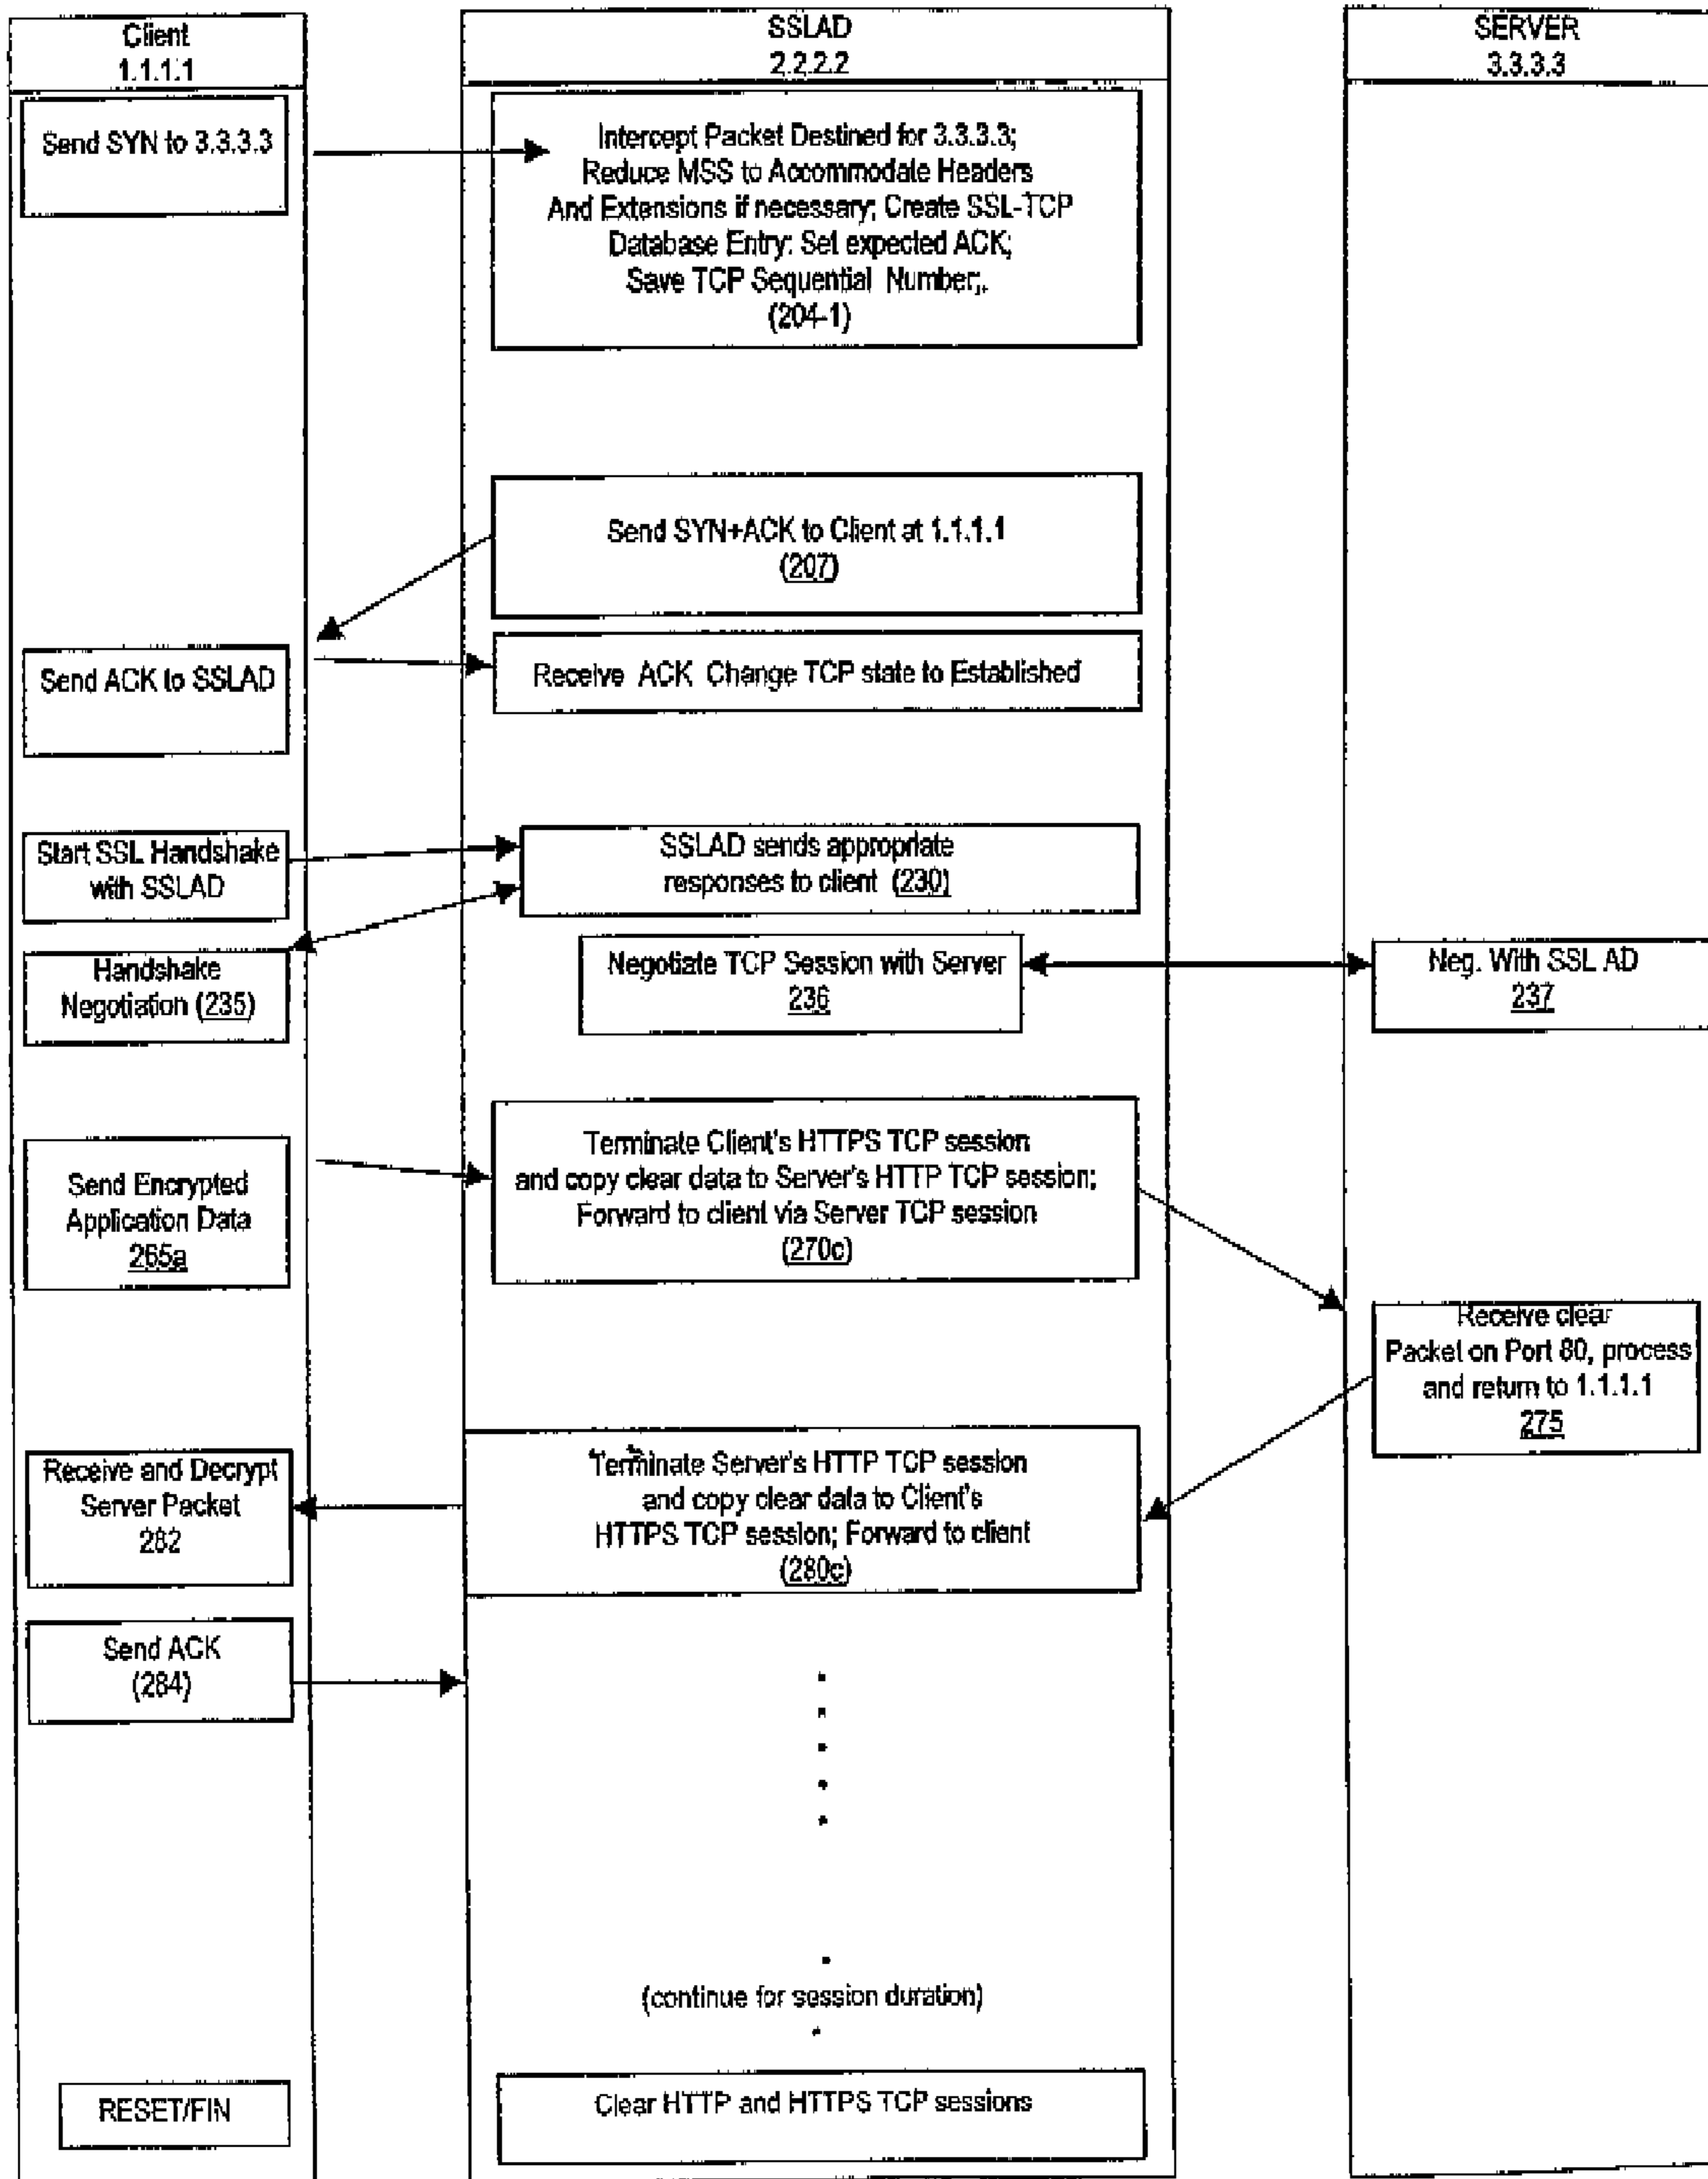 Client
1.1.1.1
SSLAD
2.2.2.2
SERVER
3.3.3.3
Send SYN to 3.3.3.3
Intercept Packet Destined for 3.3.3.3;
Reduce MSS to Accommodate Headers
And Extensions if necessary; Create SSL-TCP
Database Entry: Set expected ACK;
Save TCP Sequential Number;.
(204-1)
Send SYN+ACK to Client at 1.1.1.1
(207)
Send ACK to SSLAD
Receive ACK Change TCP state to Established
Start SSL Handshake
with SSLAD
SSLAD sends appropriate
responses to client (230)
Handshake
Negotiation (235)
Negotiate TCP Session with Server
236
Neg. With SSL AD
237
Send Encrypted
Application Data
265a
Terminate Client's HTTPS TCP session
and copy clear data to Server's HTTP TCP session;
Forward to client via Server TCP session
(270c)
Receive clear
Packet on Port 80, process
and return to 1.1.1.1
275
Receive and Decrypt
Server Packet
282
Terminate Server's HTTP TCP session
and copy clear data to Client's
HTTPS TCP session; Forward to client
(280c)
Send ACK
(284)
(continue for session duration)
RESET/FIN
Clear HTTP and HTTPS TCP sessions